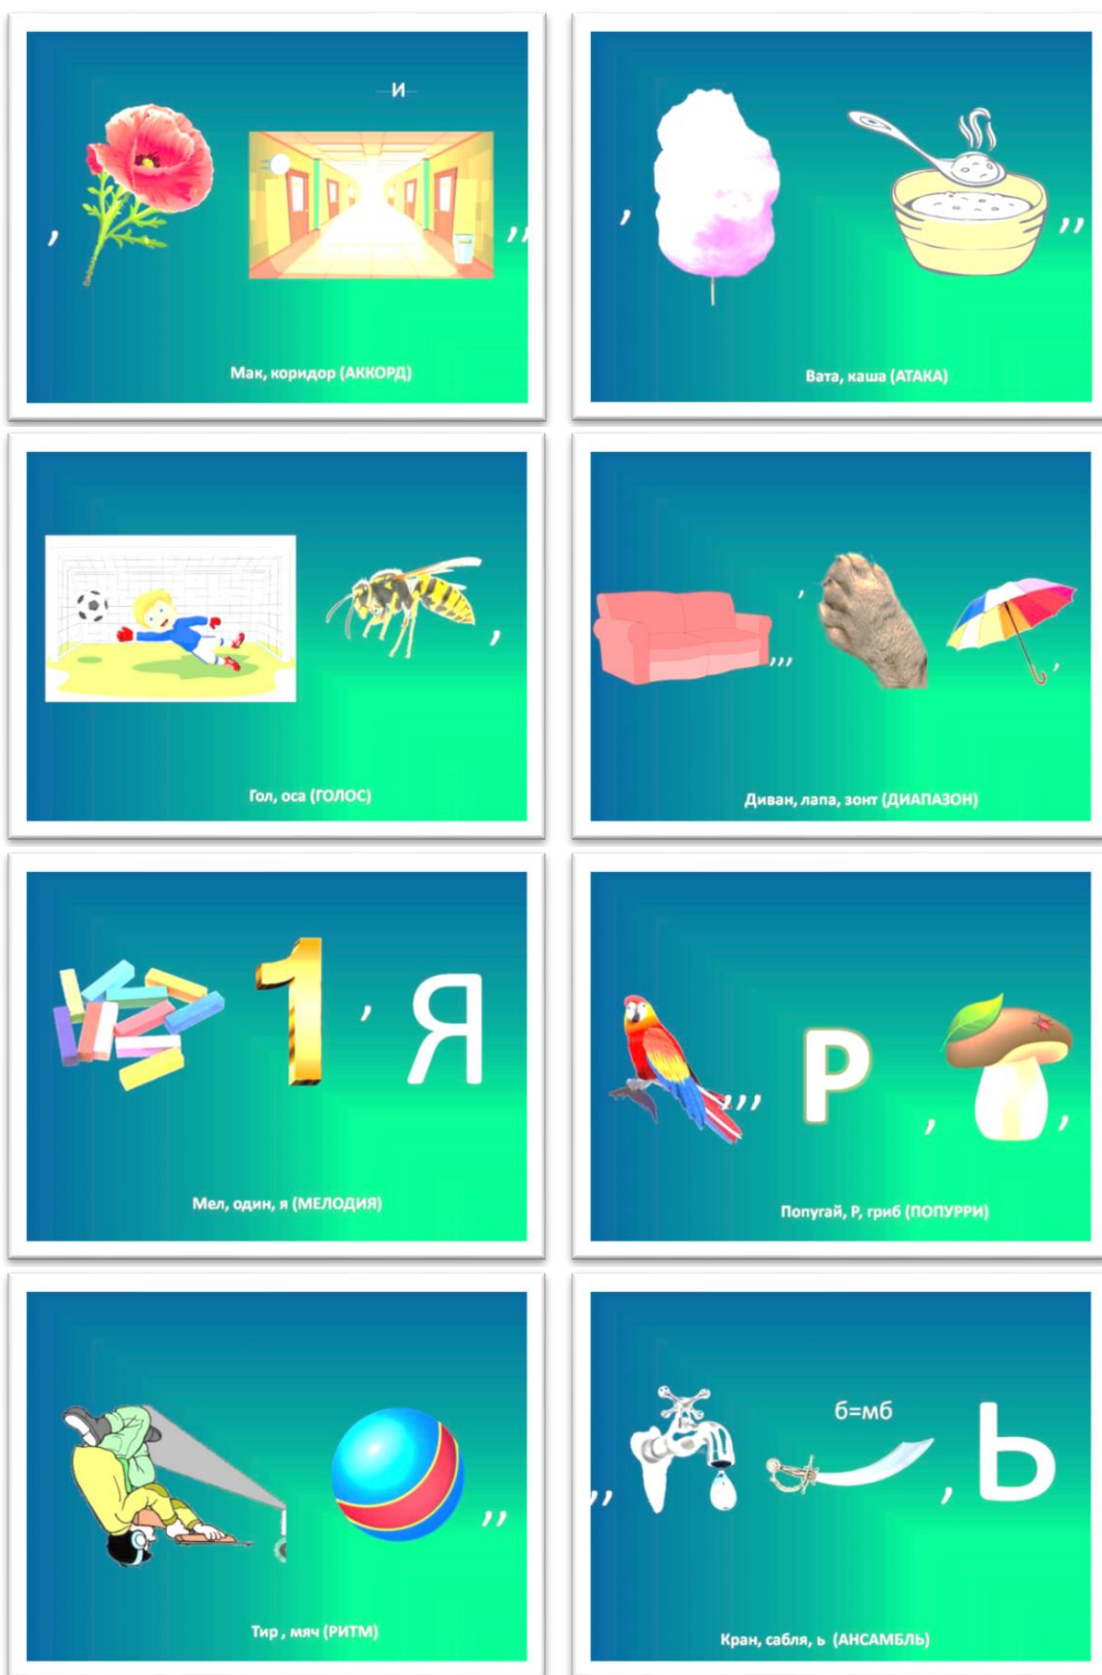 И
,
,,
Мак, коридор (АККОРД)
,
,,
Вата, каша (АТАКА)
,
Гол, оса (ГОЛОС)
,,,
,
,
Диван, лапа, зонт (ДИАПАЗОН)
1 , Я
Мел, один, я (МЕЛОДИЯ)
,,, Р , ,
Попугай, Р, гриб (ПОПУРРИ)
,,
Тир , мяч (РИТМ)
б=мб
,, , Ь
Кран, сабля, ь (АНСАМБЛЬ)